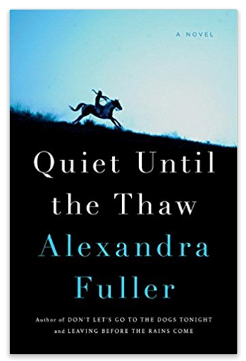 A NOVEL
Quiet Until
the Thaw
Alexandra
Fuller
Author of DON'T LET'S GO TO THE DOGS TONIGHT
and LEAVING BEFORE THE RAINS COME